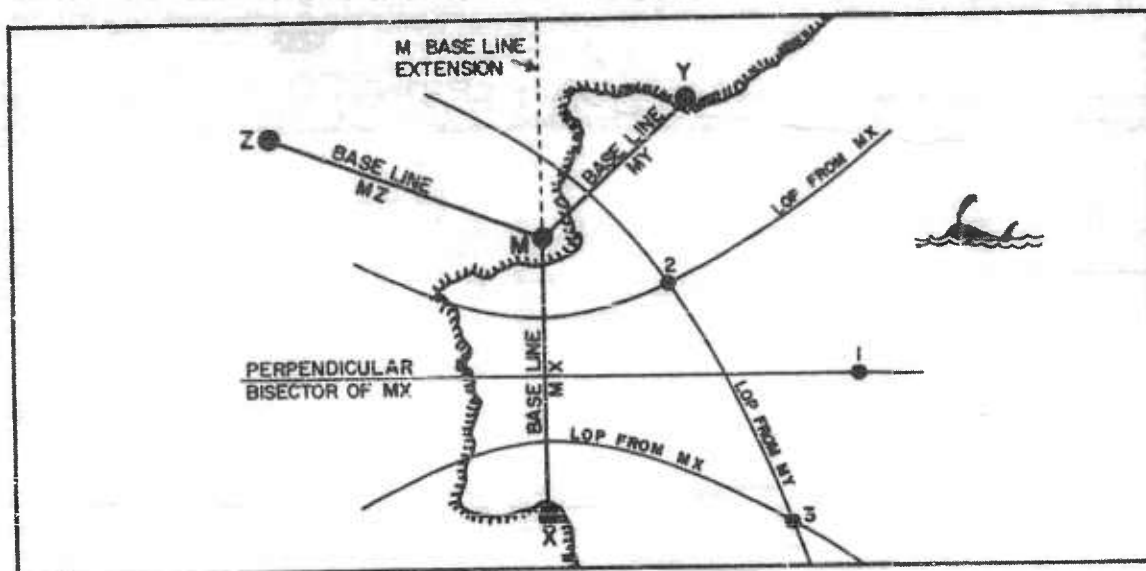 M BASE LINE
EXTENSION
Y
Z
BASE LINE
MZ
BASE LINE
MY
LOP FROM MX
M
2
BASE LINE
MX
1
PERPENDICULAR
BISECTOR OF MX
LOP FROM MY
LOP FROM MX
3
X